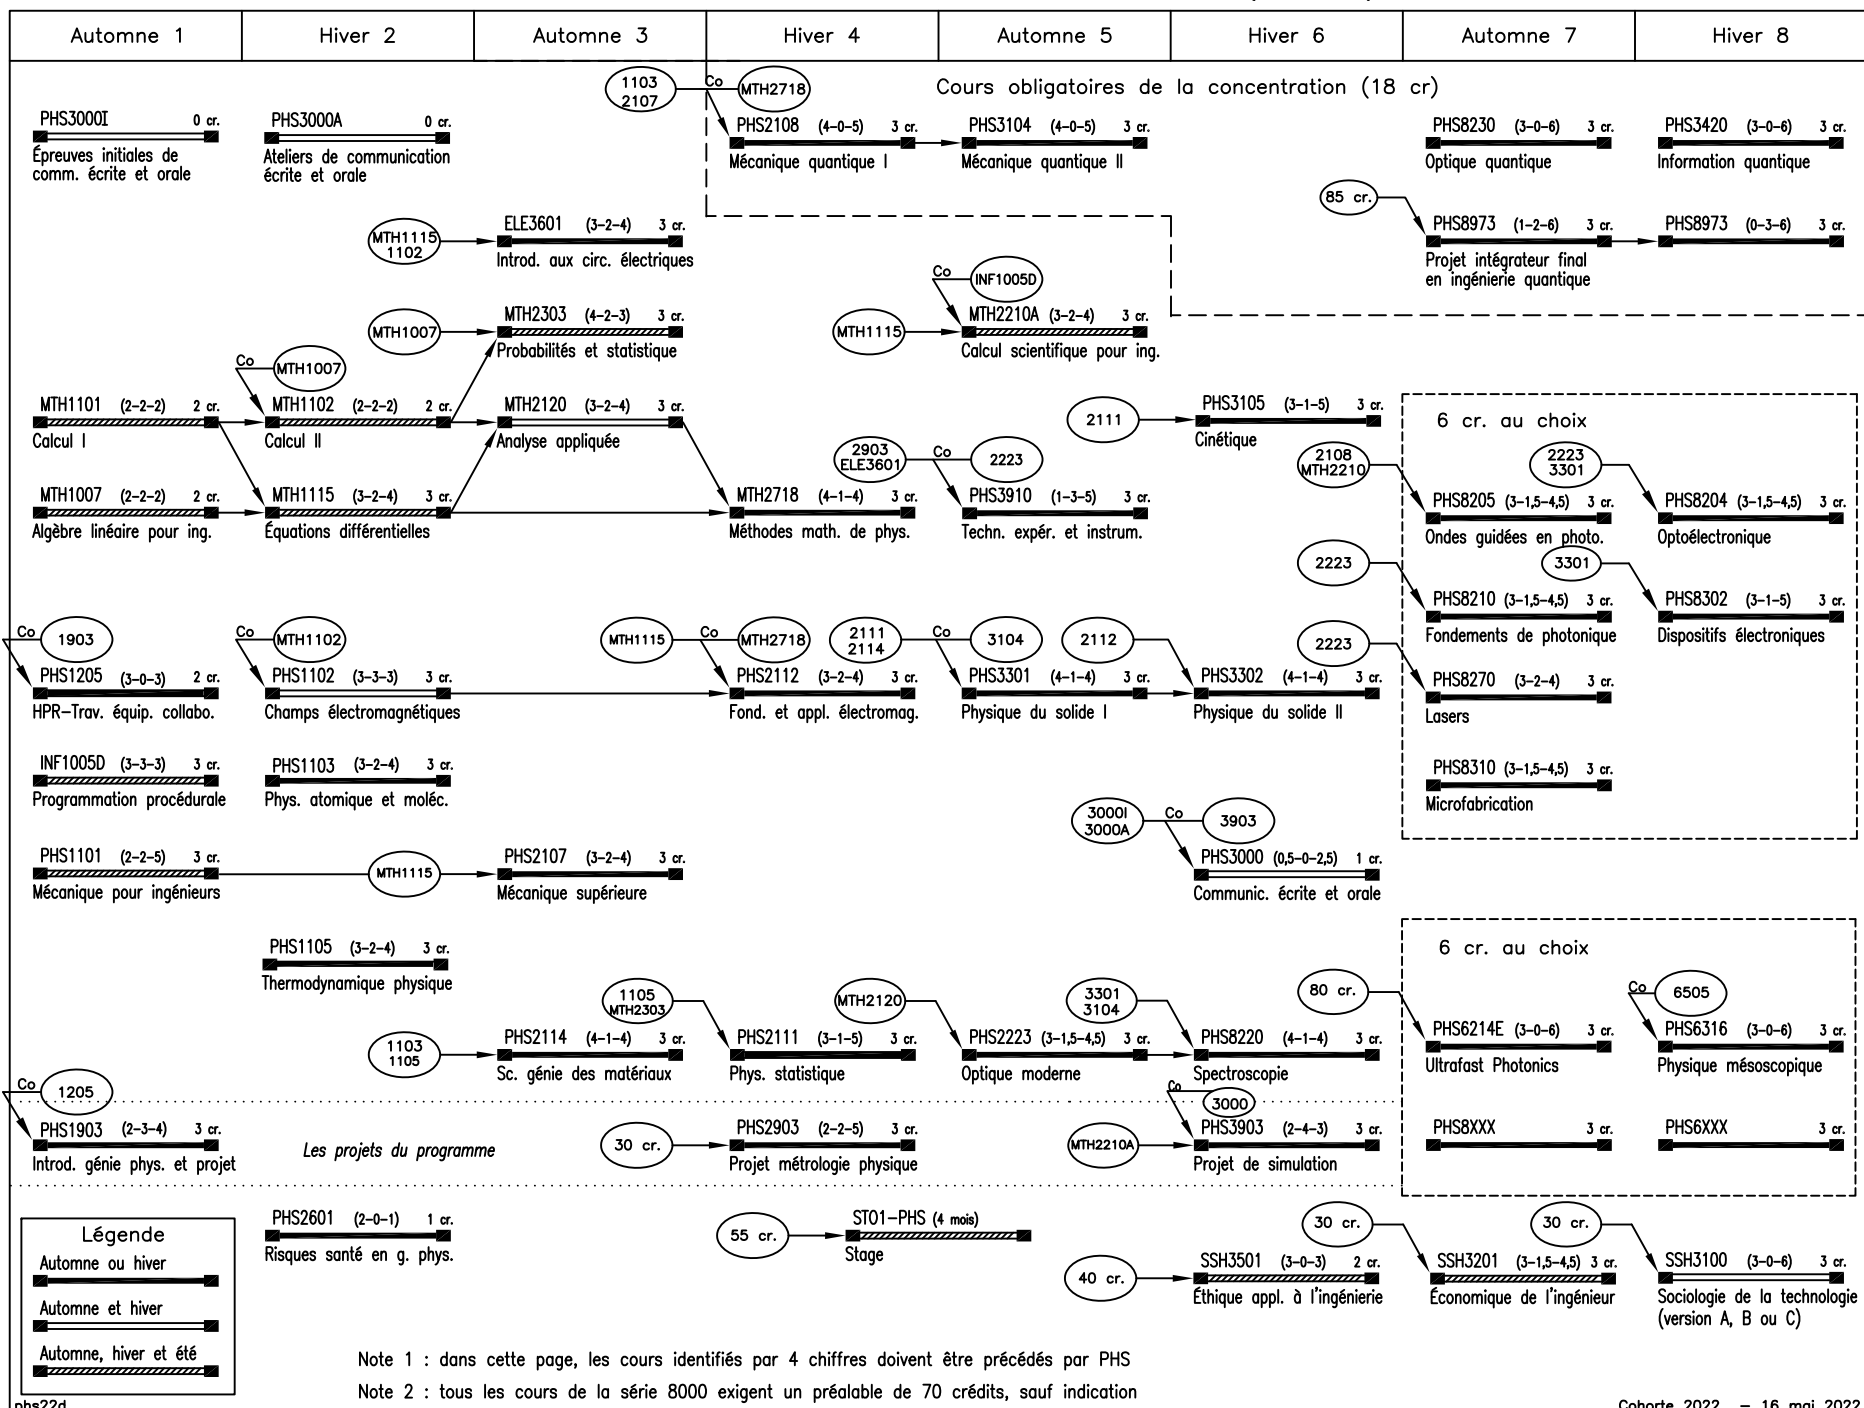 Automne 1
Hiver 2
Automne 3
Hiver 4
Automne 5
Hiver 6
Automne 7
Hiver 8
1103
2107
Co
MTH2718
Cours obligatoires de la concentration (18 cr)
PHS3000I 0 cr.
Épreuves initiales de
comm. écrite et orale
PHS3000A 0 cr.
Ateliers de communication
écrite et orale
PHS2108 (4-0-5) 3 cr.
Mécanique quantique I
PHS3104 (4-0-5) 3 cr.
Mécanique quantique II
PHS8230 (3-0-6) 3 cr.
Optique quantique
PHS3420 (3-0-6) 3 cr.
Information quantique
85 cr.
MTH1115
1102
ELE3601 (3-2-4) 3 cr.
Introd. aux circ. électriques
PHS8973 (1-2-6) 3 cr.
Projet intégrateur final
en ingénierie quantique
PHS8973 (0-3-6) 3 cr.
Co
INF1005D
MTH1007
MTH2303 (4-2-3) 3 cr.
Probabilités et statistique
MTH1115
MTH2210A (3-2-4) 3 cr.
Calcul scientifique pour ing.
Co
MTH1007
MTH1101 (2-2-2) 2 cr.
Calcul I
MTH1102 (2-2-2) 2 cr.
Calcul II
MTH2120 (3-2-4) 3 cr.
Analyse appliquée
2111
PHS3105 (3-1-5) 3 cr.
Cinétique
6 cr. au choix
2903
ELE3601
Co
2223
2108
MTH2210
2223
3301
MTH1007 (2-2-2) 2 cr.
Algèbre linéaire pour ing.
MTH1115 (3-2-4) 3 cr.
Équations différentielles
MTH2718 (4-1-4) 3 cr.
Méthodes math. de phys.
PHS3910 (1-3-5) 3 cr.
Techn. expér. et instrum.
PHS8205 (3-1,5-4,5) 3 cr.
Ondes guidées en photo.
PHS8204 (3-1,5-4,5) 3 cr.
Optoélectronique
2223
3301
PHS8210 (3-1,5-4,5) 3 cr.
Fondements de photonique
PHS8302 (3-1-5) 3 cr.
Dispositifs électroniques
Co
1903
Co
MTH1102
MTH1115
Co
MTH2718
2111
2114
Co
3104
2112
2223
PHS1205 (3-0-3) 2 cr.
HPR-Trav. équip. collabo.
PHS1102 (3-3-3) 3 cr.
Champs électromagnétiques
PHS2112 (3-2-4) 3 cr.
Fond. et appl. électromag.
PHS3301 (4-1-4) 3 cr.
Physique du solide I
PHS3302 (4-1-4) 3 cr.
Physique du solide II
PHS8270 (3-2-4) 3 cr.
Lasers
INF1005D (3-3-3) 3 cr.
Programmation procédurale
PHS1103 (3-2-4) 3 cr.
Phys. atomique et moléc.
PHS8310 (3-1,5-4,5) 3 cr.
Microfabrication
3000I
3000A
Co
3903
PHS1101 (2-2-5) 3 cr.
Mécanique pour ingénieurs
MTH1115
PHS2107 (3-2-4) 3 cr.
Mécanique supérieure
PHS3000 (0,5-0-2,5) 1 cr.
Communic. écrite et orale
PHS1105 (3-2-4) 3 cr.
Thermodynamique physique
6 cr. au choix
1105
MTH2303
MTH2120
3301
3104
80 cr.
Co
6505
1103
1105
PHS2114 (4-1-4) 3 cr.
Sc. génie des matériaux
PHS2111 (3-1-5) 3 cr.
Phys. statistique
PHS2223 (3-1,5-4,5) 3 cr.
Optique moderne
PHS8220 (4-1-4) 3 cr.
Spectroscopie
PHS6214E (3-0-6) 3 cr.
Ultrafast Photonics
PHS6316 (3-0-6) 3 cr.
Physique mésoscopique
Co
1205
Co
3000
PHS1903 (2-3-4) 3 cr.
Introd. génie phys. et projet
Les projets du programme
30 cr.
PHS2903 (2-2-5) 3 cr.
Projet métrologie physique
MTH2210A
PHS3903 (2-4-3) 3 cr.
Projet de simulation
PHS8XXX 3 cr.
PHS6XXX 3 cr.
Légende
Automne ou hiver
Automne et hiver
Automne, hiver et été
PHS2601 (2-0-1) 1 cr.
Risques santé en g. phys.
55 cr.
ST01-PHS (4 mois)
Stage
30 cr.
30 cr.
40 cr.
SSH3501 (3-0-3) 2 cr.
Éthique appl. à l'ingénierie
SSH3201 (3-1,5-4,5) 3 cr.
Économique de l'ingénieur
SSH3100 (3-0-6) 3 cr.
Sociologie de la technologie
(version A, B ou C)
Note 1 : dans cette page, les cours identifiés par 4 chiffres doivent être précédés par PHS
Note 2 : tous les cours de la série 8000 exigent un préalable de 70 crédits, sauf indication
phs22d
Cohorte 2022 - 16 mai 2022